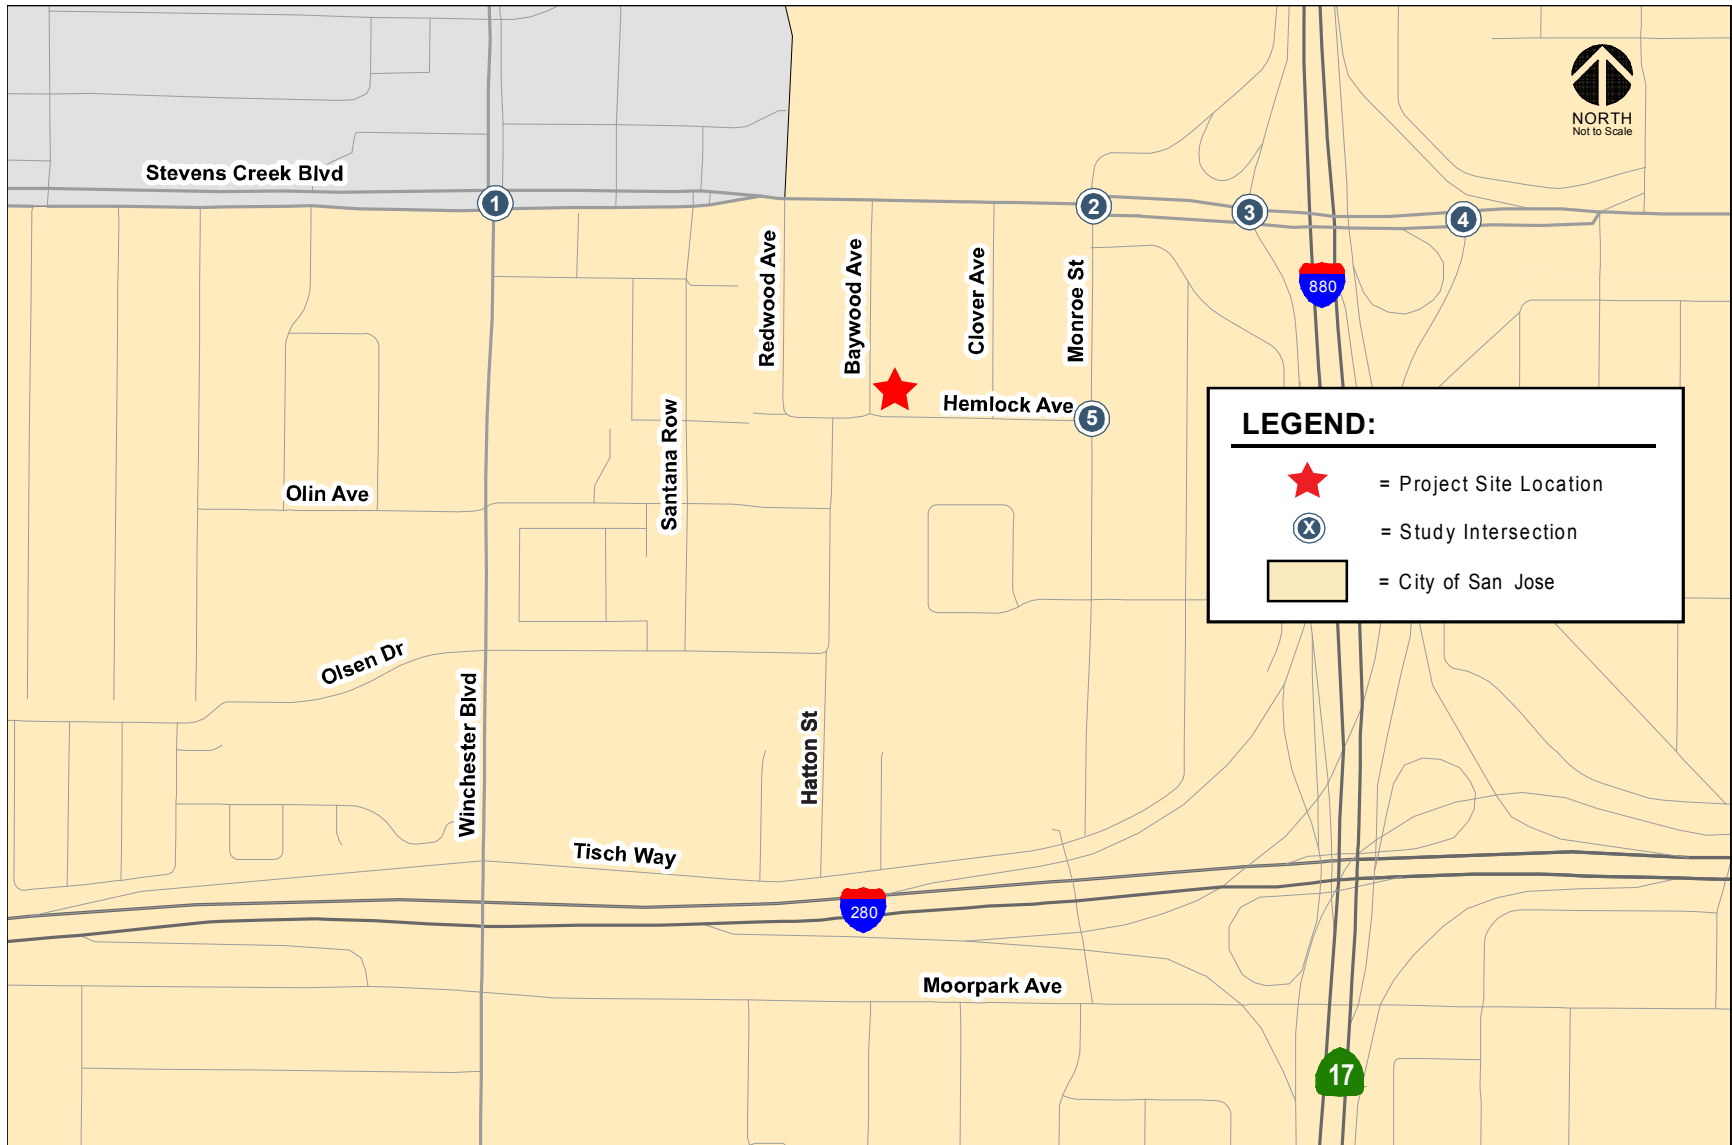 NORTH
Not to Scale
Stevens Creek Blvd
1
2
3
4
Redwood Ave
Baywood Ave
Clover Ave
Monroe St
880
Hemlock Ave
5
Santana Row
Olin Ave
LEGEND:
= Project Site Location
X = Study Intersection
= City of San Jose
Olsen Dr
Winchester Blvd
Hatton St
Tisch Way
280
Moorpark Ave
17